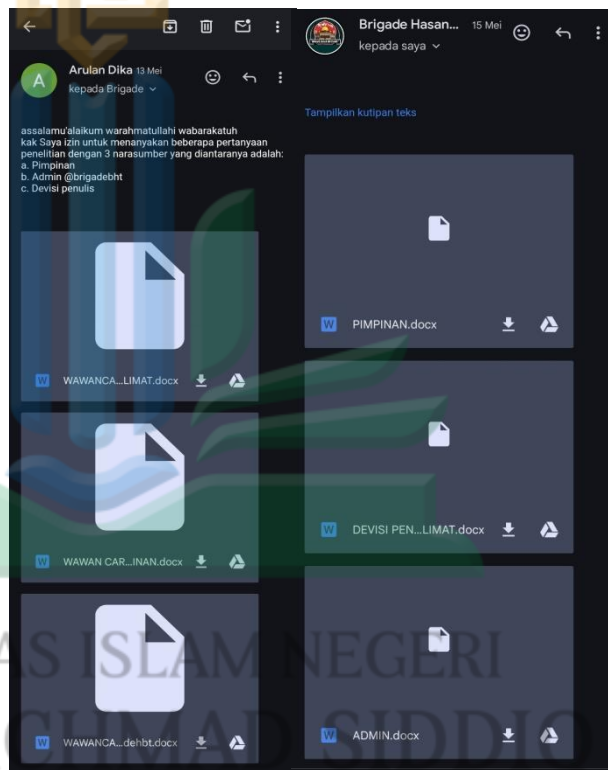 Arulan Dika 13 Mei
A
kepada Brigade
assalamu'alaikum warahmatullahi wabarakatuh
kak Saya izin untuk menanyakan beberapa pertanyaan
penelitian dengan 3 narasumber yang diantaranya adalah:
a. Pimpinan
b. Admin @brigadebht
c. Devisi penulis
W WAWANCA...LIMAT.docx
W WAWAN CAR...INAN.docx
W WAWANCA...dehbt.docx
Brigade Hasan... 15 Mei
kepada saya
Tampilkan kutipan teks
W PIMPINAN.docx
W DEVISI PEN...LIMAT.docx
W ADMIN.docx
AS ISLAM NEGERI
CHMAD SIDDIQ